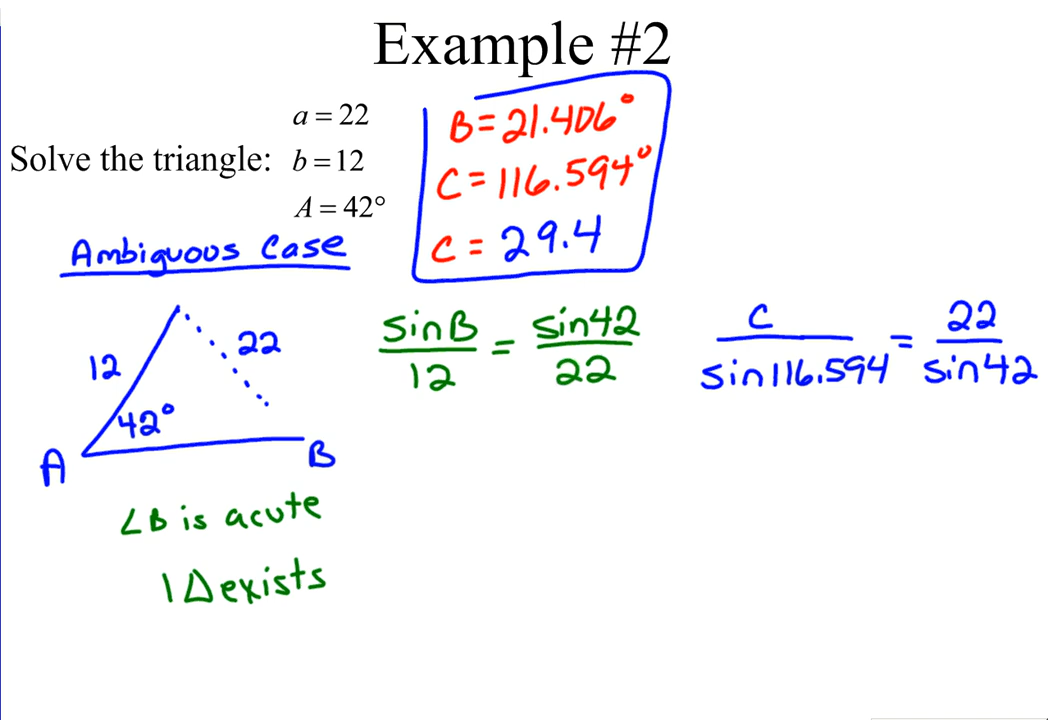 Example #2
a = 22
Solve the triangle: b = 12
A = 42°
B = 21.406°
C = 116.594°
c = 29.4
Ambiguous Case
12
22
42°
A
B
∠B is acute
1 Δ exists
sinB/12 = sin42/22
c/sin116.594 = 22/sin42